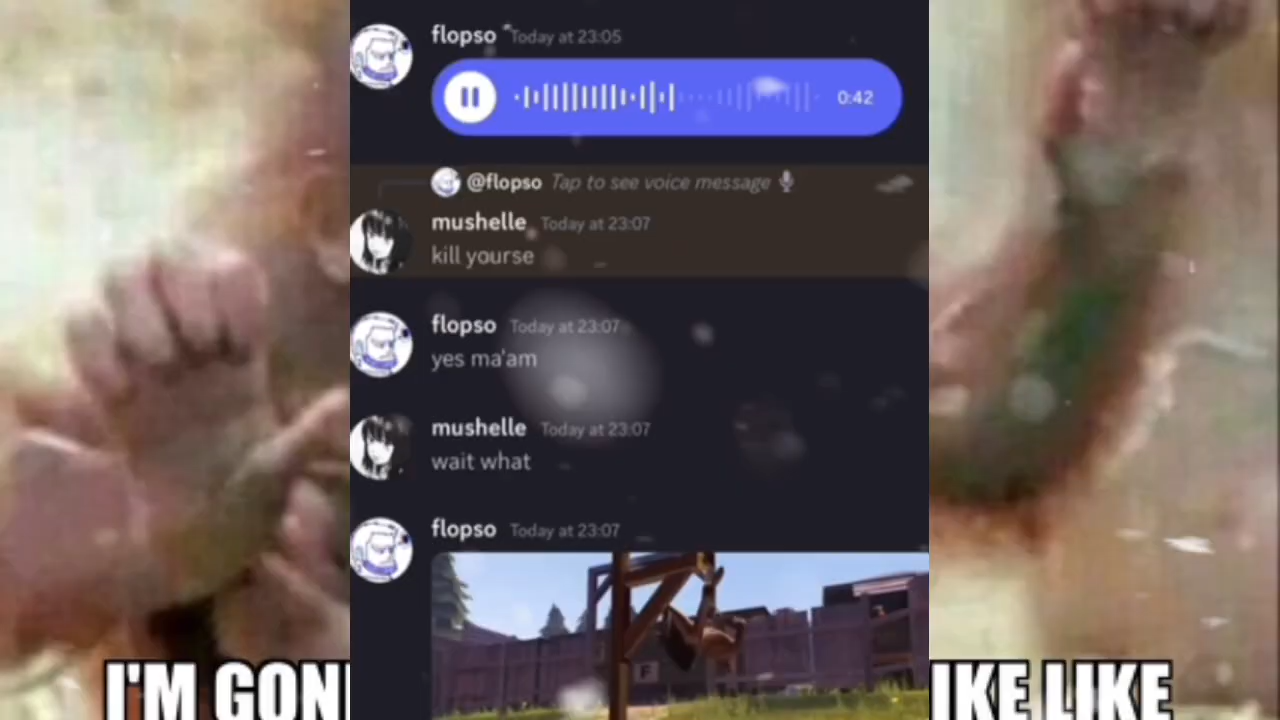 flopso Today at 23:05
0:42
@flopso Tap to see voice message
mushelle Today at 23:07
kill yourse
flopso Today at 23:07
yes ma'am
mushelle Today at 23:07
wait what
flopso Today at 23:07
F
I'M GON
IKE LIKE